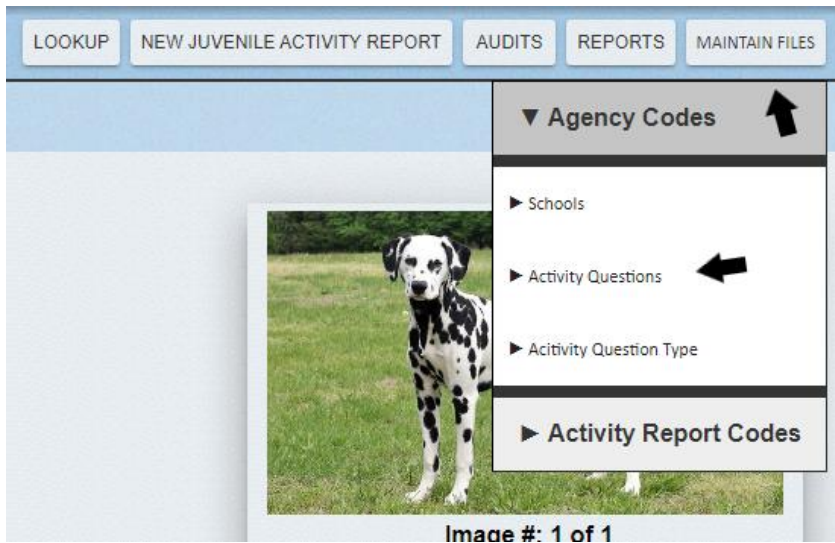 LOOKUP NEW JUVENILE ACTIVITY REPORT AUDITS REPORTS MAINTAIN FILES
▼ Agency Codes
► Schools
► Activity Questions
► Acitivity Question Type
► Activity Report Codes
Image #: 1 of 1